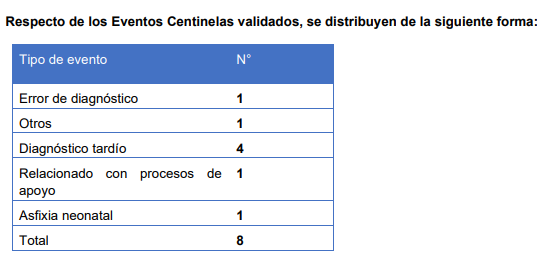 Respecto de los Eventos Centinelas validados, se distribuyen de la siguiente forma:
Tipo de evento N°
Error de diagnóstico 1
Otros 1
Diagnóstico tardío 4
Relacionado con procesos de 1
apoyo
Asfixia neonatal 1
Total 8